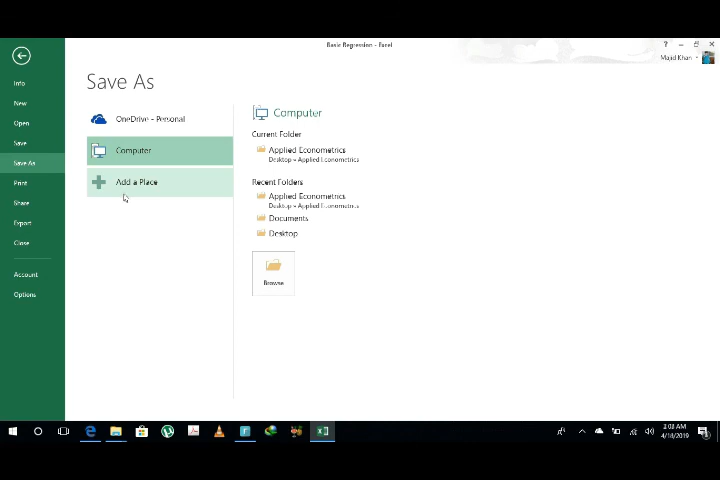 Basic Regression - Excel
?
Majid Khan
Info
New
Open
Save
Save As
Print
Share
Export
Close
Account
Options
Save As
OneDrive - Personal
Computer
Add a Place
Computer
Current Folder
Applied Econometrics
Desktop » Applied Econometrics
Recent Folders
Applied Econometrics
Desktop » Applied Econometrics
Documents
Desktop
Browse
2:03 AM
4/18/2019